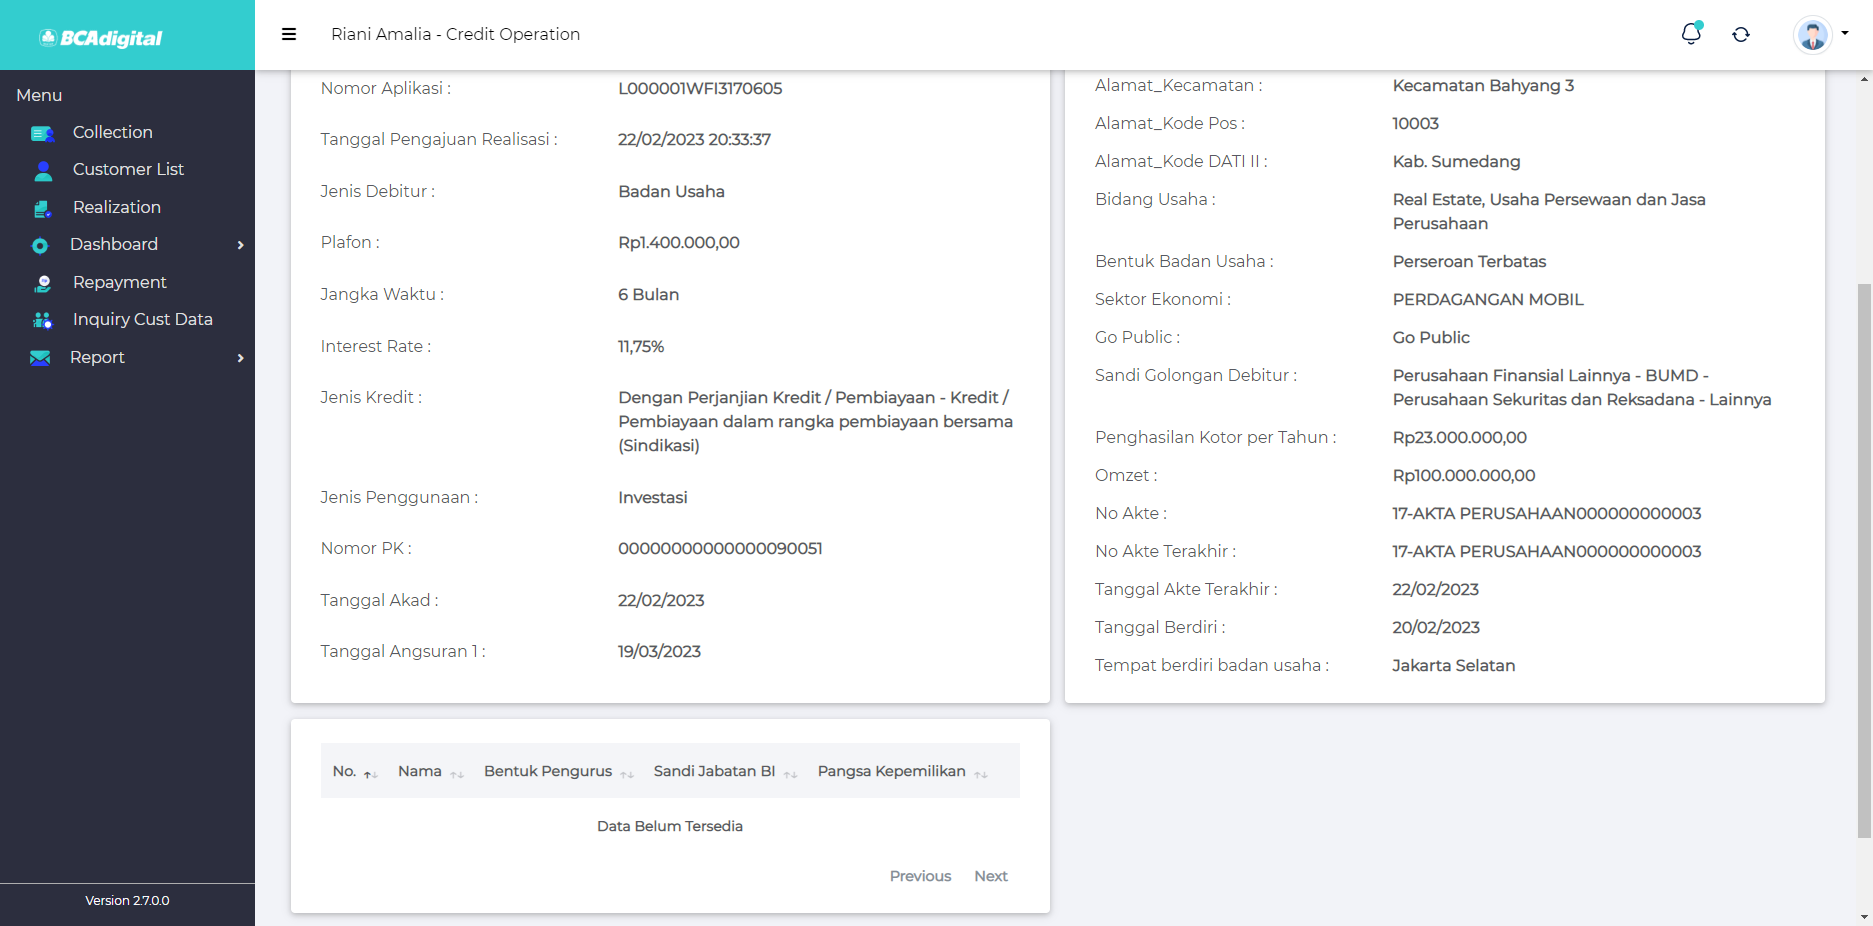 BCAdigital
Riani Amalia - Credit Operation
Menu
Collection
Customer List
Realization
Dashboard
Repayment
Inquiry Cust Data
Report
Version 2.7.0.0
Nomor Aplikasi : L000001WFI3170605
Tanggal Pengajuan Realisasi : 22/02/2023 20:33:37
Jenis Debitur : Badan Usaha
Plafon : Rp1.400.000,00
Jangka Waktu : 6 Bulan
Interest Rate : 11,75%
Jenis Kredit : Dengan Perjanjian Kredit / Pembiayaan - Kredit /
Pembiayaan dalam rangka pembiayaan bersama
(Sindikasi)
Jenis Penggunaan : Investasi
Nomor PK : 00000000000000090051
Tanggal Akad : 22/02/2023
Tanggal Angsuran 1 : 19/03/2023
Alamat_Kecamatan : Kecamatan Bahyang 3
Alamat_Kode Pos : 10003
Alamat_Kode DATI II : Kab. Sumedang
Bidang Usaha : Real Estate, Usaha Persewaan dan Jasa
Perusahaan
Bentuk Badan Usaha : Perseroan Terbatas
Sektor Ekonomi : PERDAGANGAN MOBIL
Go Public : Go Public
Sandi Golongan Debitur : Perusahaan Finansial Lainnya - BUMD -
Perusahaan Sekuritas dan Reksadana - Lainnya
Penghasilan Kotor per Tahun : Rp23.000.000,00
Omzet : Rp100.000.000,00
No Akte : 17-AKTA PERUSAHAAN000000000003
No Akte Terakhir : 17-AKTA PERUSAHAAN000000000003
Tanggal Akte Terakhir : 22/02/2023
Tanggal Berdiri : 20/02/2023
Tempat berdiri badan usaha : Jakarta Selatan
No. Nama Bentuk Pengurus Sandi Jabatan BI Pangsa Kepemilikan
Data Belum Tersedia
Previous Next